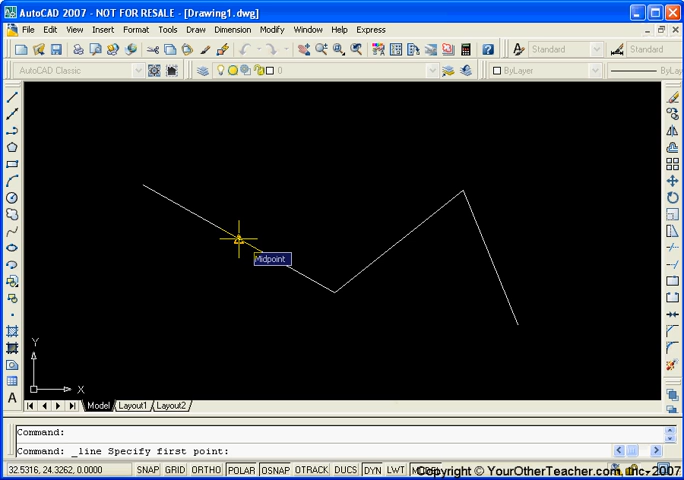 AutoCAD 2007 - NOT FOR RESALE - [Drawing1.dwg]
File Edit View Insert Format Tools Draw Dimension Modify Window Help Express
Standard Standard
AutoCAD Classic 0 ByLayer ByLay
Midpoint
Y
X
Model Layout1 Layout2
Command:
Command: _line Specify first point:
32.5316, 24.3262, 0.0000 SNAP GRID ORTHO POLAR OSNAP OTRACK DUCS DYN LWT MODEL
Copyright © YourOtherTeacher.com, Inc. 2007
A